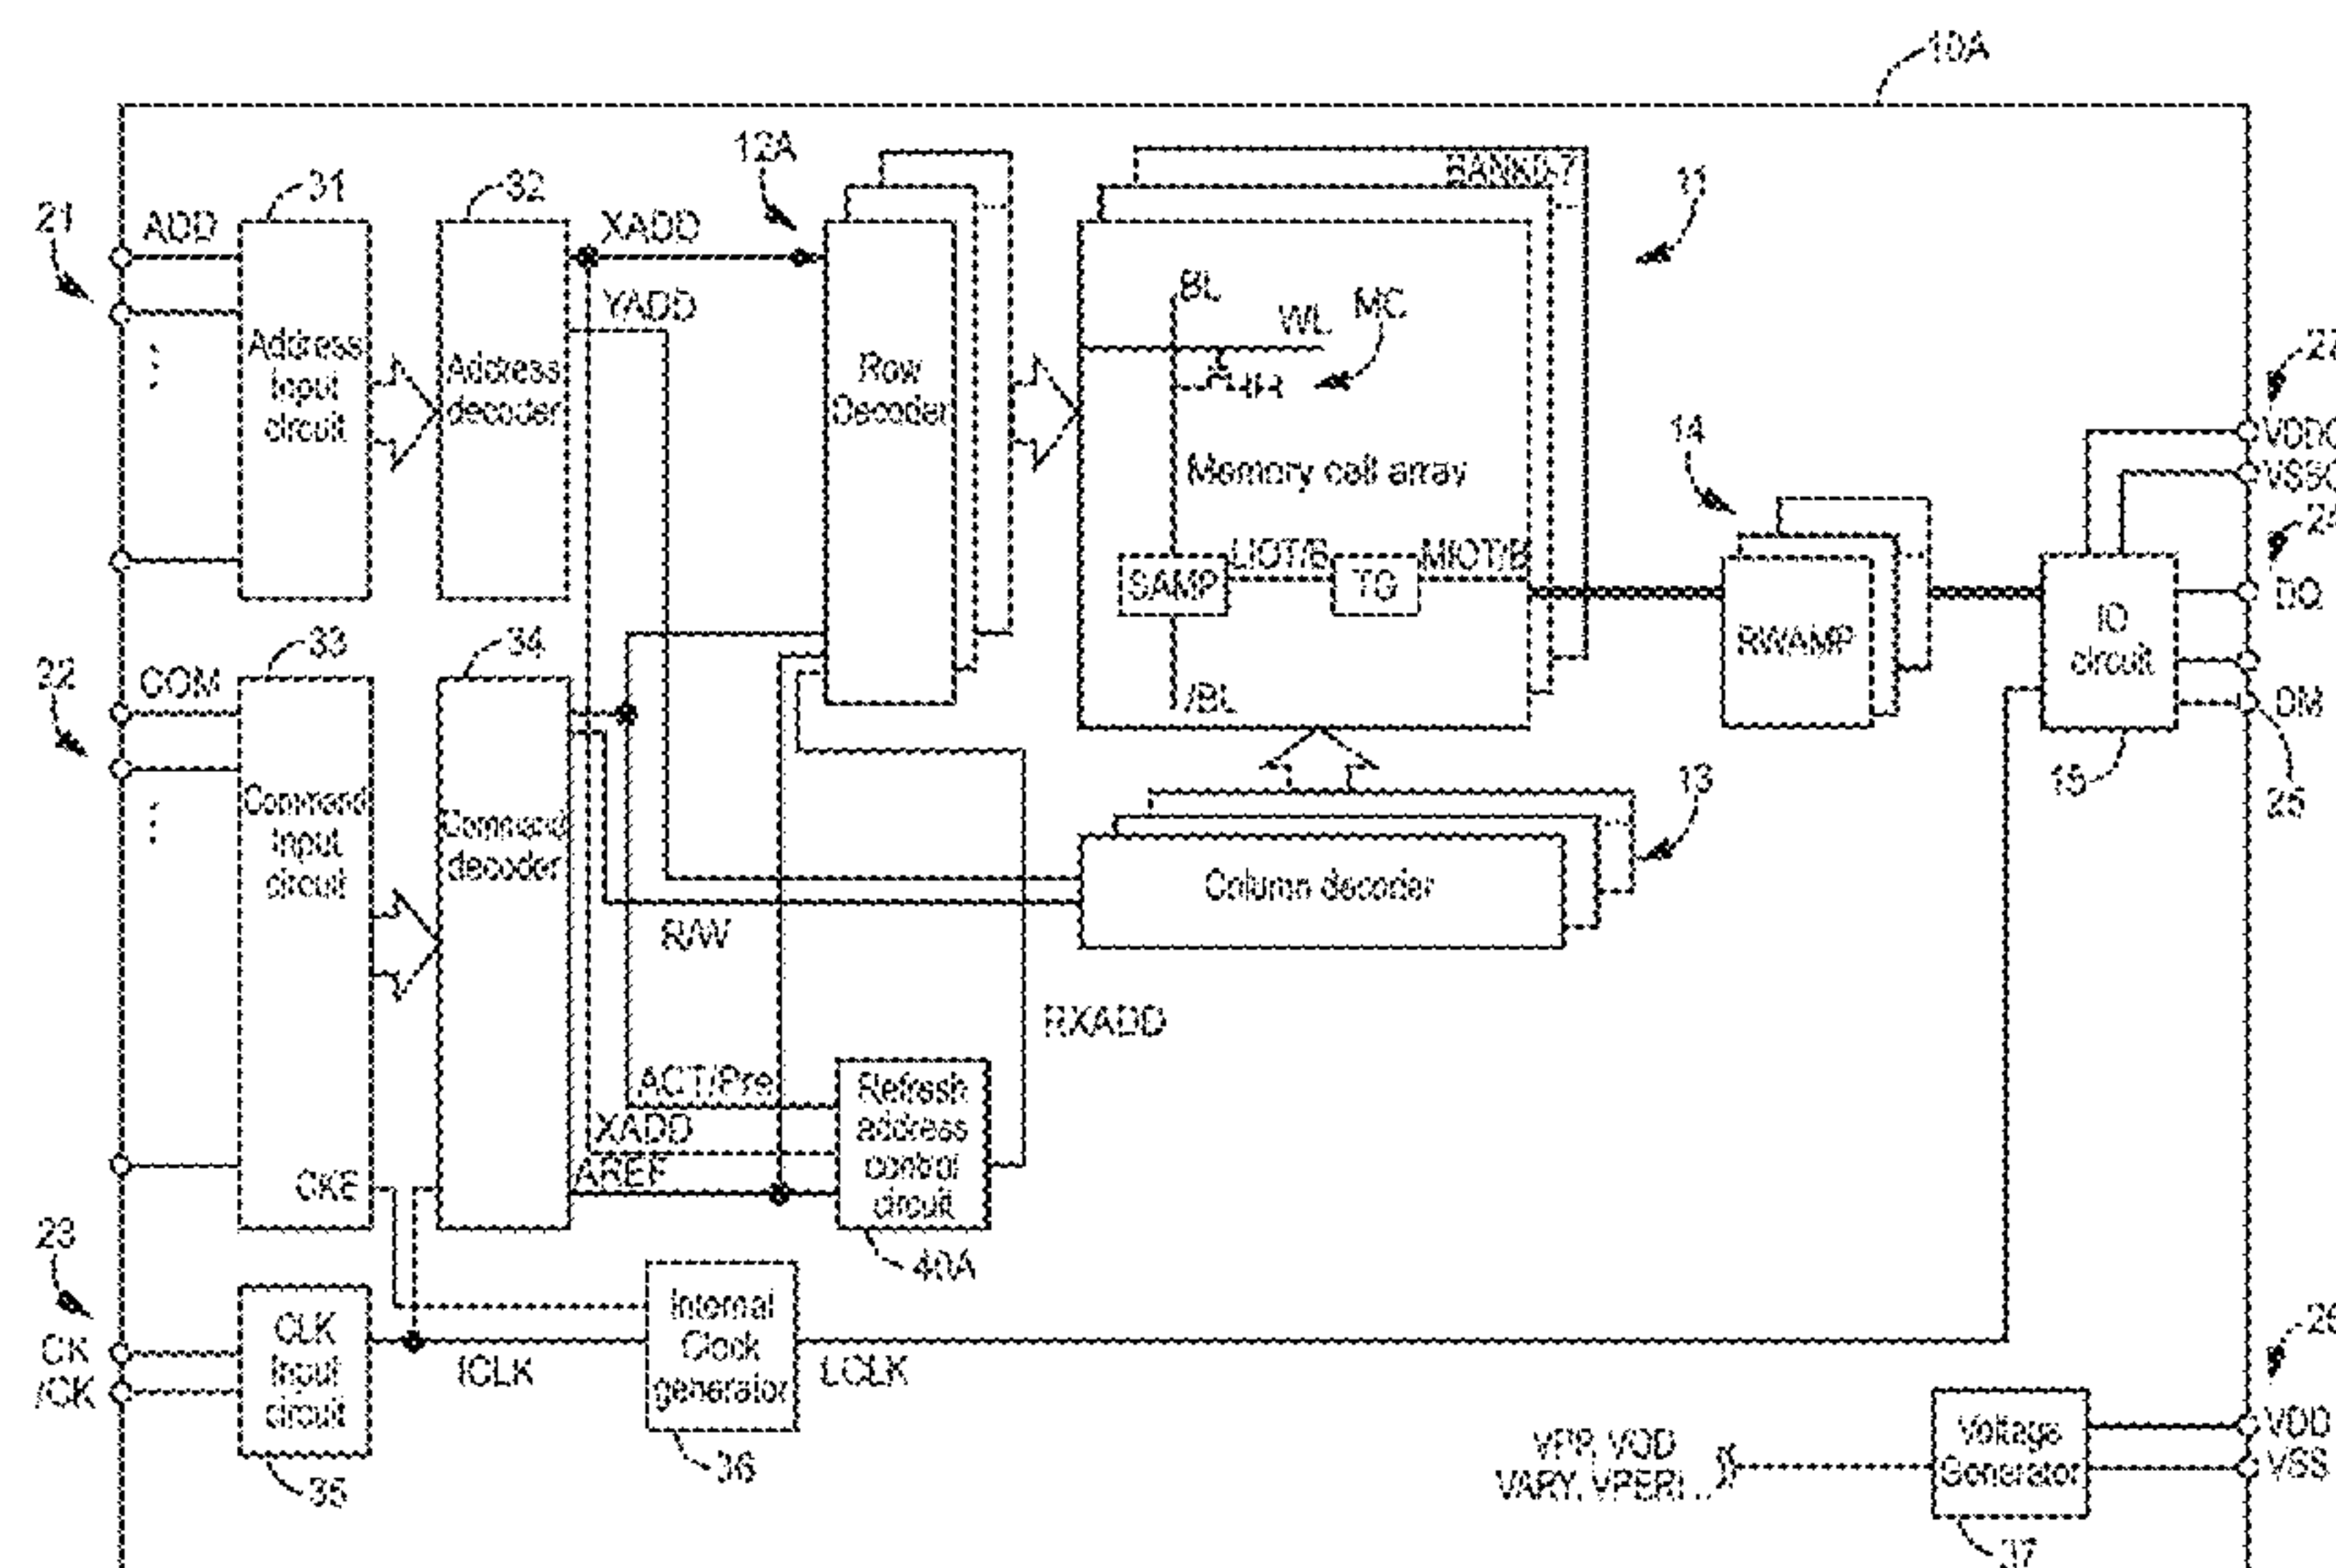 10A
12A
BANK0-7
11
31
32
21
ADD
XADD
YADD
BL
WL
MC
Address
Input
circuit
Address
decoder
Row
Decoder
Memory cell array
14
SAMP
LIOT/B
TG
MIOT/B
RWAMP
IO
circuit
DQ
DM
15
25
/BL
22
COM
33
34
Command
Input
circuit
Command
decoder
13
Column decoder
R/W
RXADD
ACT/Pre
XADD
AREF
Refresh
address
control
circuit
40A
CKE
23
CK
/CK
CLK
Input
circuit
35
ICLK
Internal
Clock
generator
36
LCLK
26
VPP, VOD
VARY, VPERI...
Voltage
Generator
37
VDD
VSS